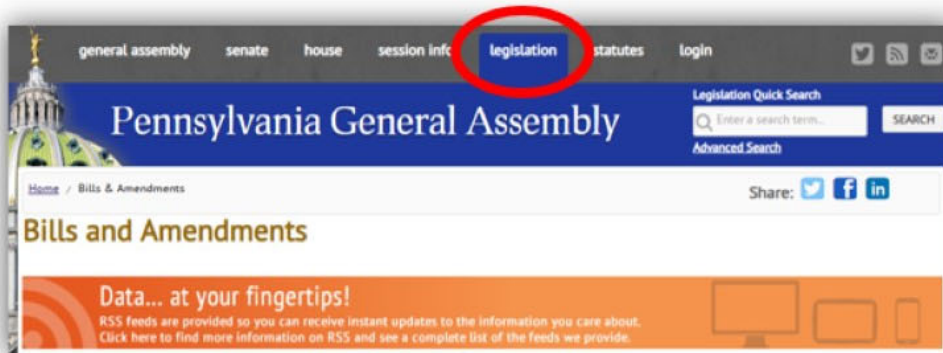 general assembly senate house session info legislation statutes login
Legislation Quick Search
Pennsylvania General Assembly
Enter a search term... SEARCH
Advanced Search
Home / Bills & Amendments Share:
Bills and Amendments
Data... at your fingertips!
RSS feeds are provided so you can receive instant updates to the information you care about.
Click here to find more information on RSS and see a complete list of the feeds we provide.